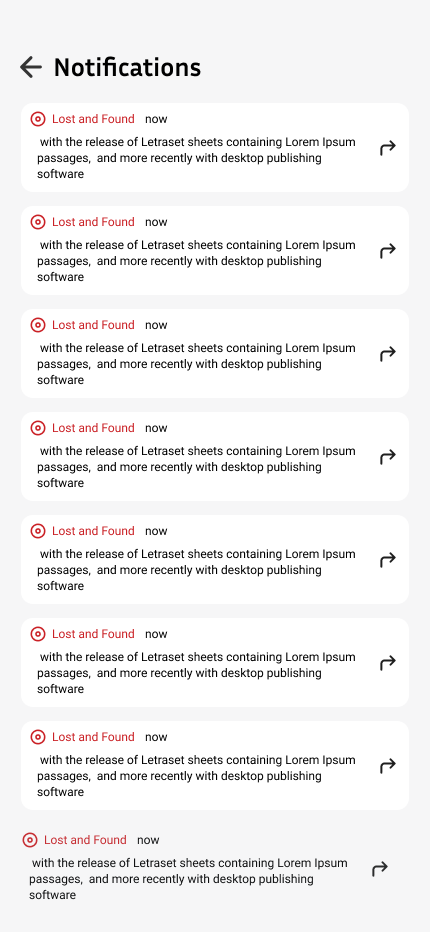 Notifications
Lost and Found now
with the release of Letraset sheets containing Lorem Ipsum
passages, and more recently with desktop publishing
software
Lost and Found now
with the release of Letraset sheets containing Lorem Ipsum
passages, and more recently with desktop publishing
software
Lost and Found now
with the release of Letraset sheets containing Lorem Ipsum
passages, and more recently with desktop publishing
software
Lost and Found now
with the release of Letraset sheets containing Lorem Ipsum
passages, and more recently with desktop publishing
software
Lost and Found now
with the release of Letraset sheets containing Lorem Ipsum
passages, and more recently with desktop publishing
software
Lost and Found now
with the release of Letraset sheets containing Lorem Ipsum
passages, and more recently with desktop publishing
software
Lost and Found now
with the release of Letraset sheets containing Lorem Ipsum
passages, and more recently with desktop publishing
software
Lost and Found now
with the release of Letraset sheets containing Lorem Ipsum
passages, and more recently with desktop publishing
software